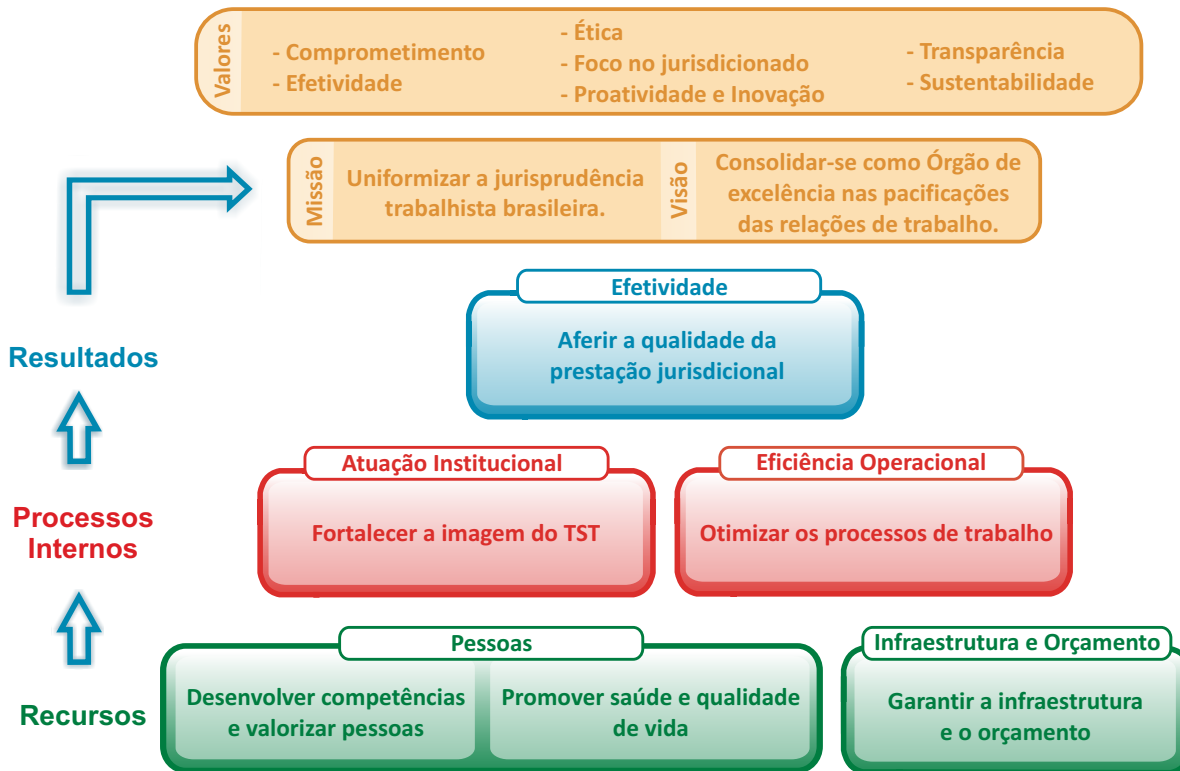 Valores
- Comprometimento
- Efetividade
- Ética
- Foco no jurisdicionado
- Proatividade e Inovação
- Transparência
- Sustentabilidade
Missão
Uniformizar a jurisprudência
trabalhista brasileira.
Visão
Consolidar-se como Órgão de
excelência nas pacificações
das relações de trabalho.
Resultados
Efetividade
Aferir a qualidade da
prestação jurisdicional
Processos
Internos
Atuação Institucional
Fortalecer a imagem do TST
Eficiência Operacional
Otimizar os processos de trabalho
Recursos
Pessoas
Desenvolver competências
e valorizar pessoas
Promover saúde e qualidade
de vida
Infraestrutura e Orçamento
Garantir a infraestrutura
e o orçamento